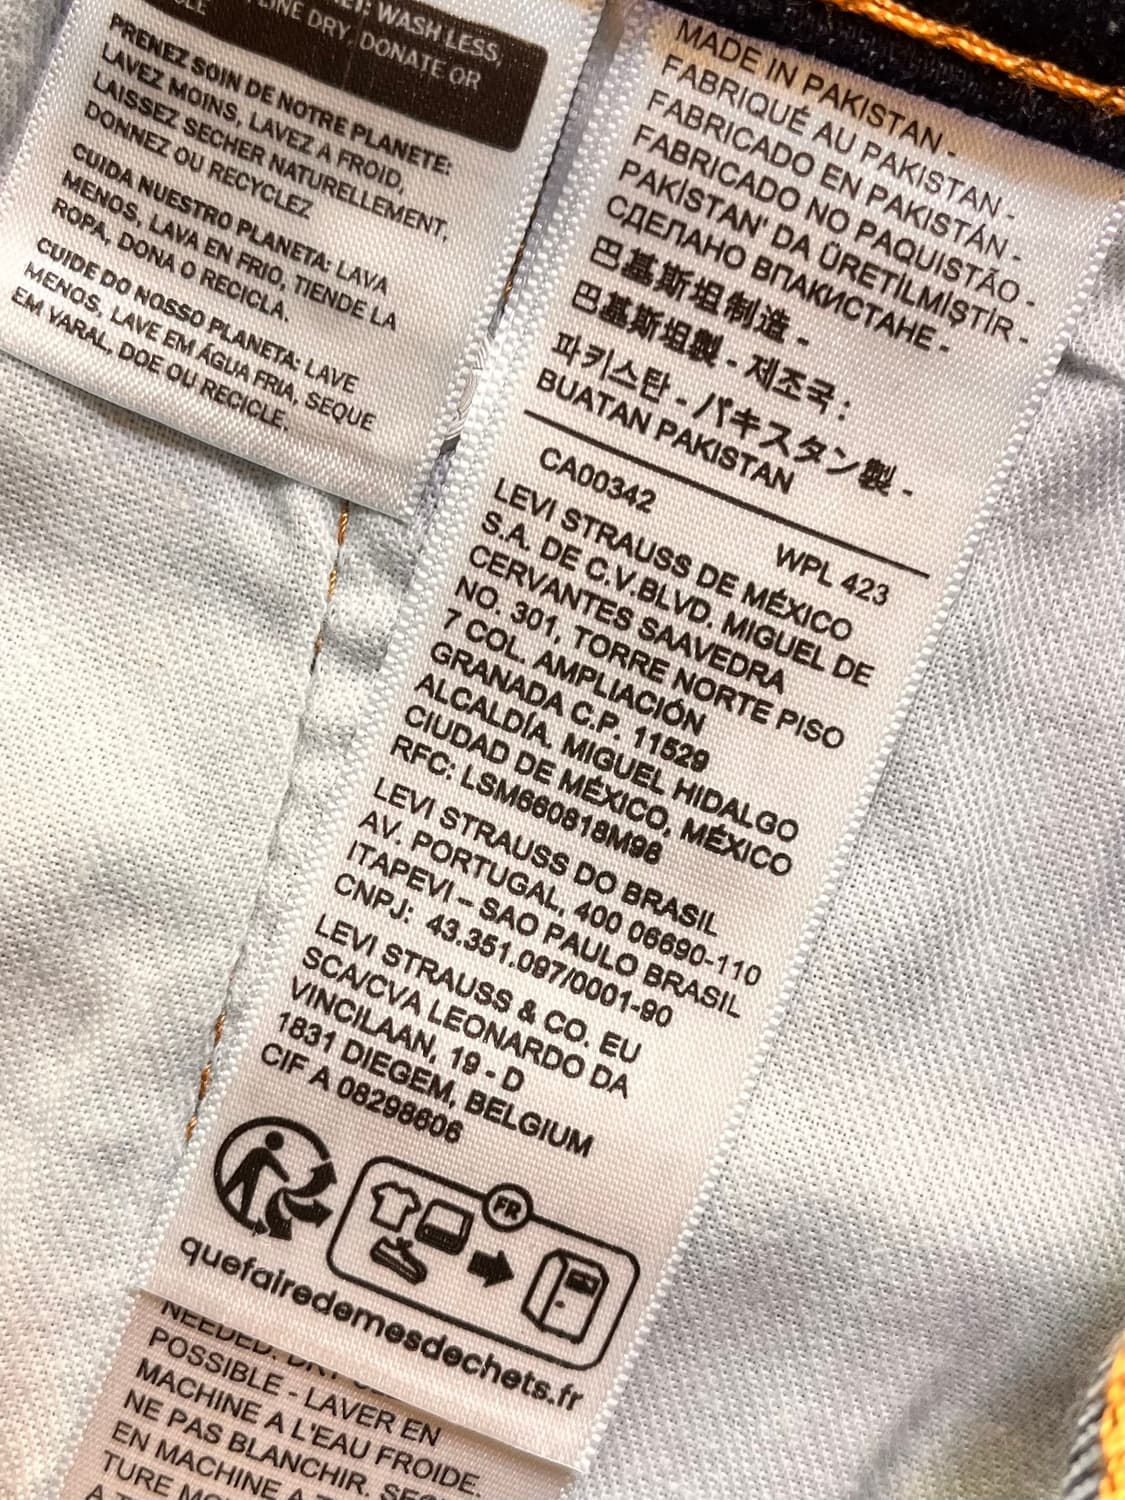 WASH LESS,
LINE DRY, DONATE OR
PRENEZ SOIN DE NOTRE PLANETE:
LAVEZ MOINS, LAVEZ A FROID,
LAISSEZ SECHER NATURELLEMENT,
DONNEZ OU RECYCLEZ
CUIDA NUESTRO PLANETA: LAVA
MENOS, LAVA EN FRIO, TIENDE LA
ROPA, DONA O RECICLA.
CUIDE DO NOSSO PLANETA: LAVE
MENOS, LAVE EM ÁGUA FRIA, SEQUE
EM VARAL, DOE OU RECICLE.
MADE IN PAKISTAN -
FABRIQUÉ AU PAKISTAN -
FABRICADO EN PAKISTÁN -
FABRICADO NO PAQUISTÃO -
PAKİSTAN' DA ÜRETİLMİŞTİR -
СДЕЛАНО ВПАКИСТАНЕ -
巴基斯坦制造 -
巴基斯坦製 - 제조국 :
파키스탄 - パキスタン製 -
BUATAN PAKISTAN
CA00342 WPL 423
LEVI STRAUSS DE MÉXICO
S.A. DE C.V.BLVD. MIGUEL DE
CERVANTES SAAVEDRA
NO. 301, TORRE NORTE PISO
7 COL. AMPLIACIÓN
GRANADA C.P. 11529
ALCALDÍA. MIGUEL HIDALGO
CIUDAD DE MÉXICO, MÉXICO
RFC: LSM660818M98
LEVI STRAUSS DO BRASIL
AV. PORTUGAL, 400 06690-110
ITAPEVI – SAO PAULO BRASIL
CNPJ: 43.351.097/0001-90
LEVI STRAUSS & CO. EU
SCA/CVA LEONARDO DA
VINCILAAN, 19 - D
1831 DIEGEM, BELGIUM
CIF A 08298606
FR
quefairedemesdechets.fr
NEEDED. DRY
POSSIBLE - LAVER EN
MACHINE A L'EAU FROIDE.
NE PAS BLANCHIR.
EN MACHINE A